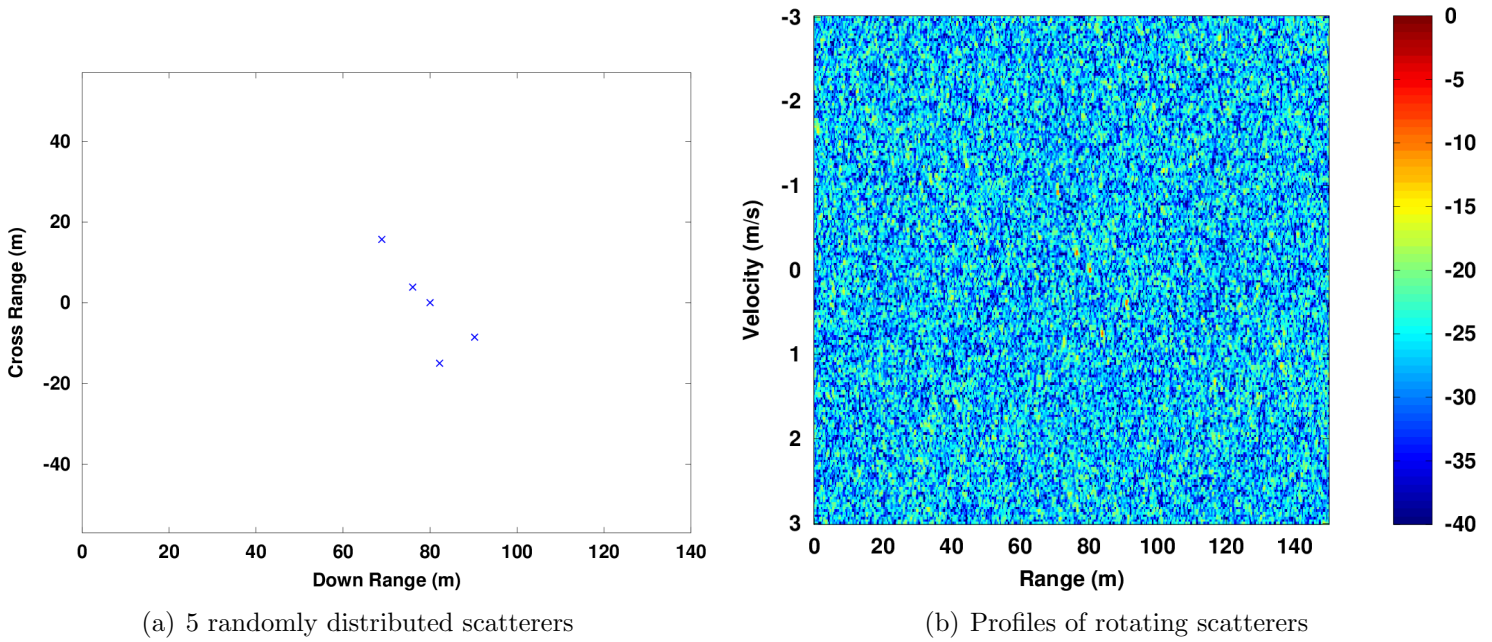 40
20
0
-20
-40
Cross Range (m)
0 20 40 60 80 100 120 140
Down Range (m)
(a) 5 randomly distributed scatterers
-3
-2
-1
0
1
2
3
Velocity (m/s)
0 20 40 60 80 100 120 140
Range (m)
0
-5
-10
-15
-20
-25
-30
-35
-40
(b) Profiles of rotating scatterers